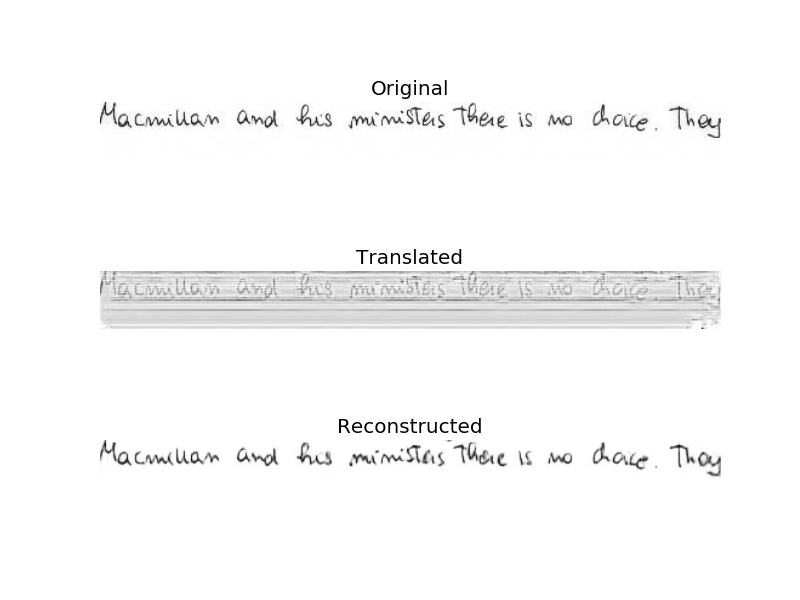 Original
Macmillan and his ministers there is no choice. They
Translated
Macmillan and his ministers there is no choice. They
Reconstructed
Macmillan and his ministers there is no choice. They